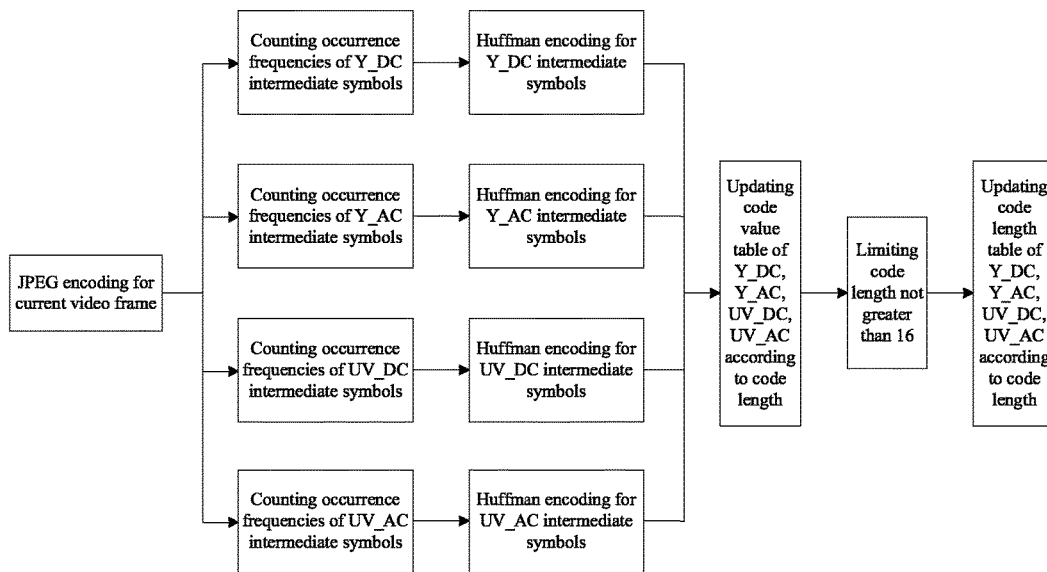 JPEG encoding for
current video frame
Counting occurrence
frequencies of Y_DC
intermediate symbols
Huffman encoding for
Y_DC intermediate
symbols
Counting occurrence
frequencies of Y_AC
intermediate symbols
Huffman encoding for
Y_AC intermediate
symbols
Counting occurrence
frequencies of UV_DC
intermediate symbols
Huffman encoding for
UV_DC intermediate
symbols
Counting occurrence
frequencies of UV_AC
intermediate symbols
Huffman encoding for
UV_AC intermediate
symbols
Updating
code
value
table of
Y_DC,
Y_AC,
UV_DC,
UV_AC
according
to code
length
Limiting
code
length not
greater
than 16
Updating
code
length
table of
Y_DC,
Y_AC,
UV_DC,
UV_AC
according
to code
length